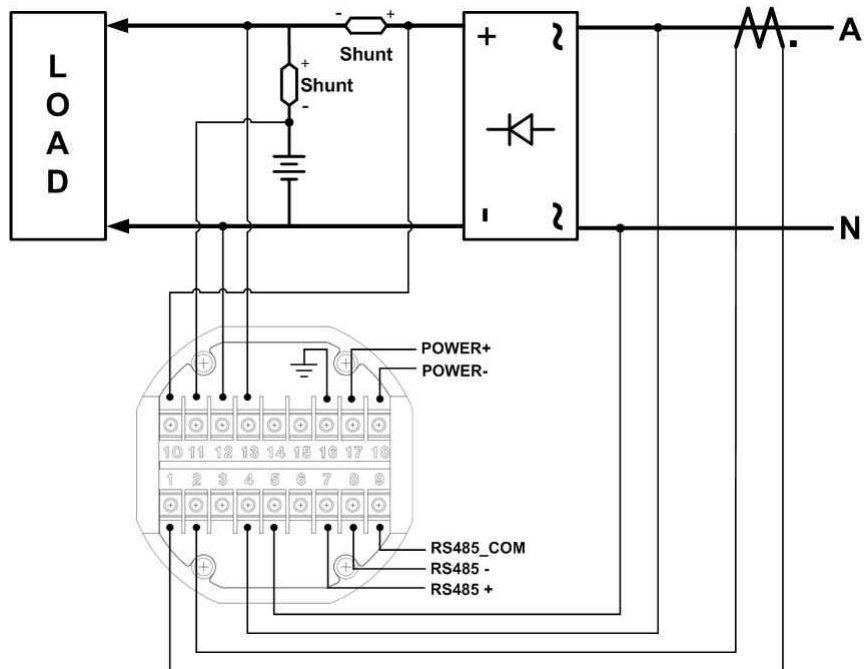 LOAD
- +
Shunt
+
Shunt
-
+ ~
- ~
A
N
POWER+
POWER-
10 11 12 13 14 15 16 17 18
1 2 3 4 5 6 7 8 9
RS485_COM
RS485 -
RS485 +